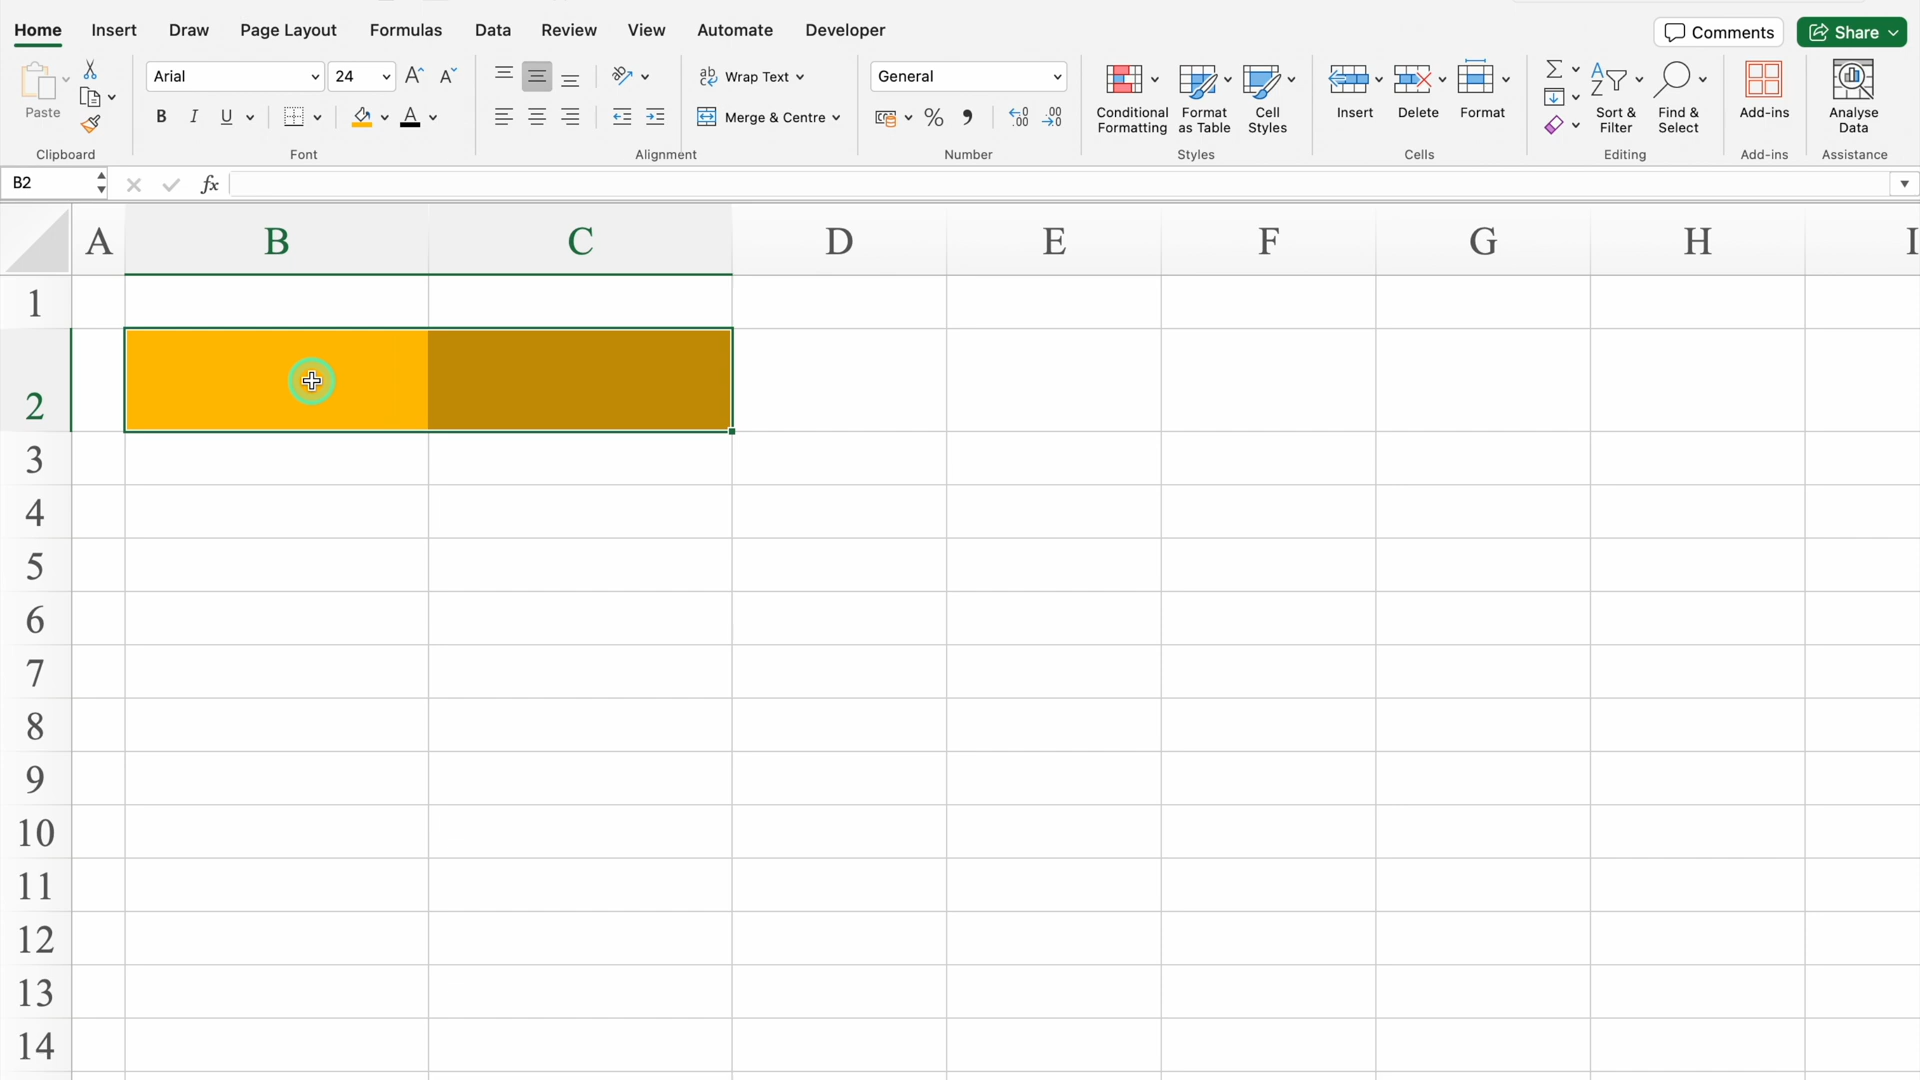 Home Insert Draw Page Layout Formulas Data Review View Automate Developer Comments Share
Arial 24 ab Wrap Text General
Paste B I U A Merge & Centre % Conditional Formatting Format as Table Cell Styles Insert Delete Format Sort & Filter Find & Select Add-ins Analyse Data
Clipboard Font Alignment Number Styles Cells Editing Add-ins Assistance
B2 fx
A B C D E F G H I
1
2
3
4
5
6
7
8
9
10
11
12
13
14